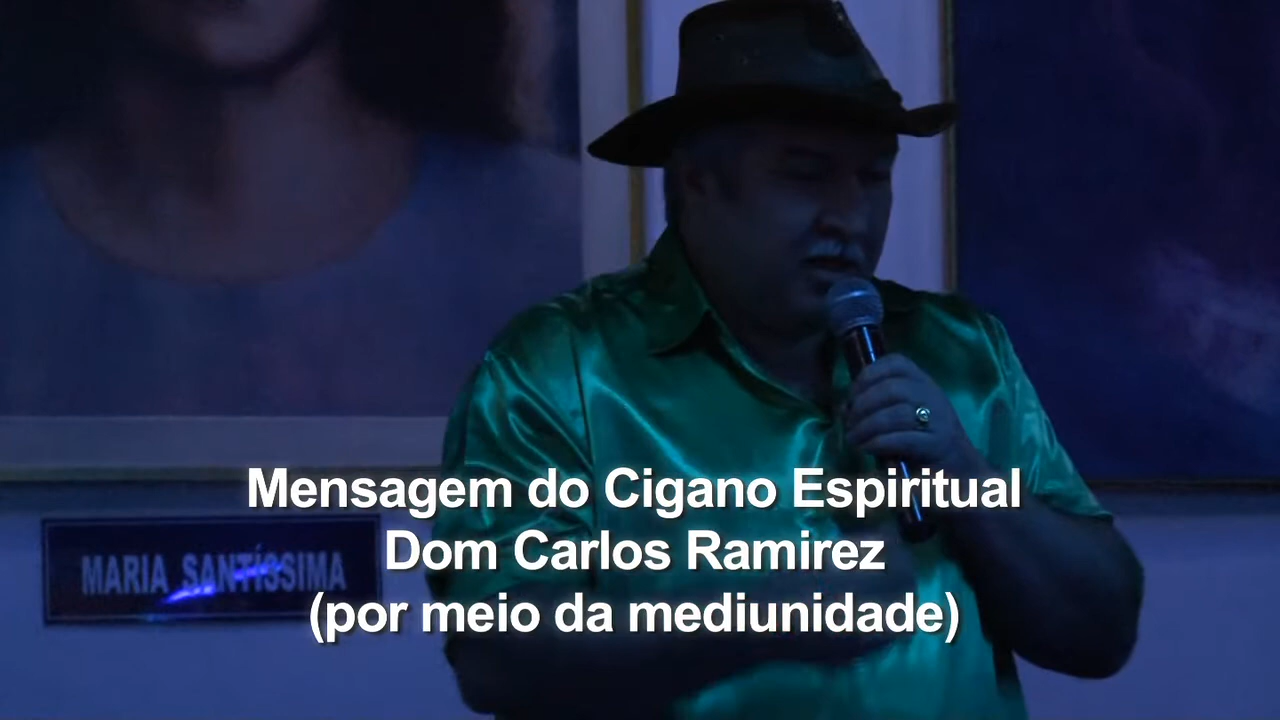 Mensagem do Cigano Espiritual
Dom Carlos Ramirez
(por meio da mediunidade)
MARIA SANTÍSSIMA